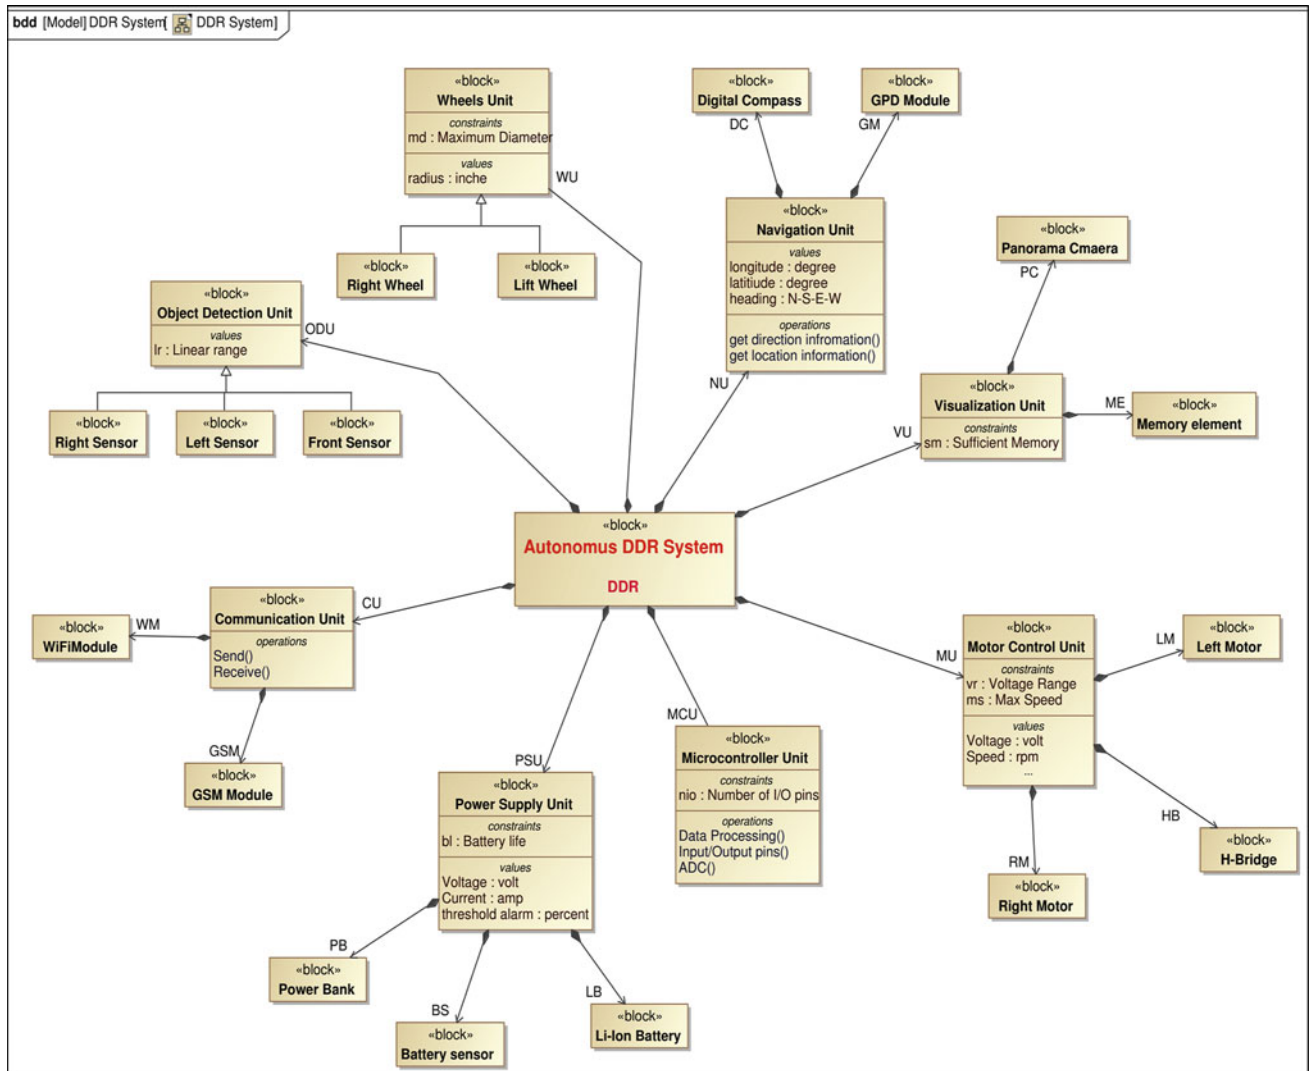 bdd [Model] DDR System[ DDR System]
«block»
Wheels Unit
constraints
md : Maximum Diameter
values
radius : inche
WU
«block»
Right Wheel
«block»
Lift Wheel
«block»
Digital Compass
DC
«block»
GPD Module
GM
«block»
Navigation Unit
values
longitude : degree
latitiude : degree
heading : N-S-E-W
operations
get direction infromation()
get location information()
NU
«block»
Panorama Cmaera
PC
«block»
Object Detection Unit
values
lr : Linear range
ODU
«block»
Right Sensor
«block»
Left Sensor
«block»
Front Sensor
«block»
Visualization Unit
constraints
sm : Sufficient Memory
VU
ME
«block»
Memory element
«block»
Autonomus DDR System
DDR
«block»
Communication Unit
operations
Send()
Receive()
CU
WM
«block»
WiFiModule
GSM
«block»
GSM Module
«block»
Motor Control Unit
constraints
vr : Voltage Range
ms : Max Speed
values
Voltage : volt
Speed : rpm
...
MU
LM
«block»
Left Motor
HB
«block»
H-Bridge
RM
«block»
Right Motor
MCU
«block»
Microcontroller Unit
constraints
nio : Number of I/O pins
operations
Data Processing()
Input/Output pins()
ADC()
PSU
«block»
Power Supply Unit
constraints
bl : Battery life
values
Voltage : volt
Current : amp
threshold alarm : percent
PB
«block»
Power Bank
BS
«block»
Battery sensor
LB
«block»
Li-Ion Battery